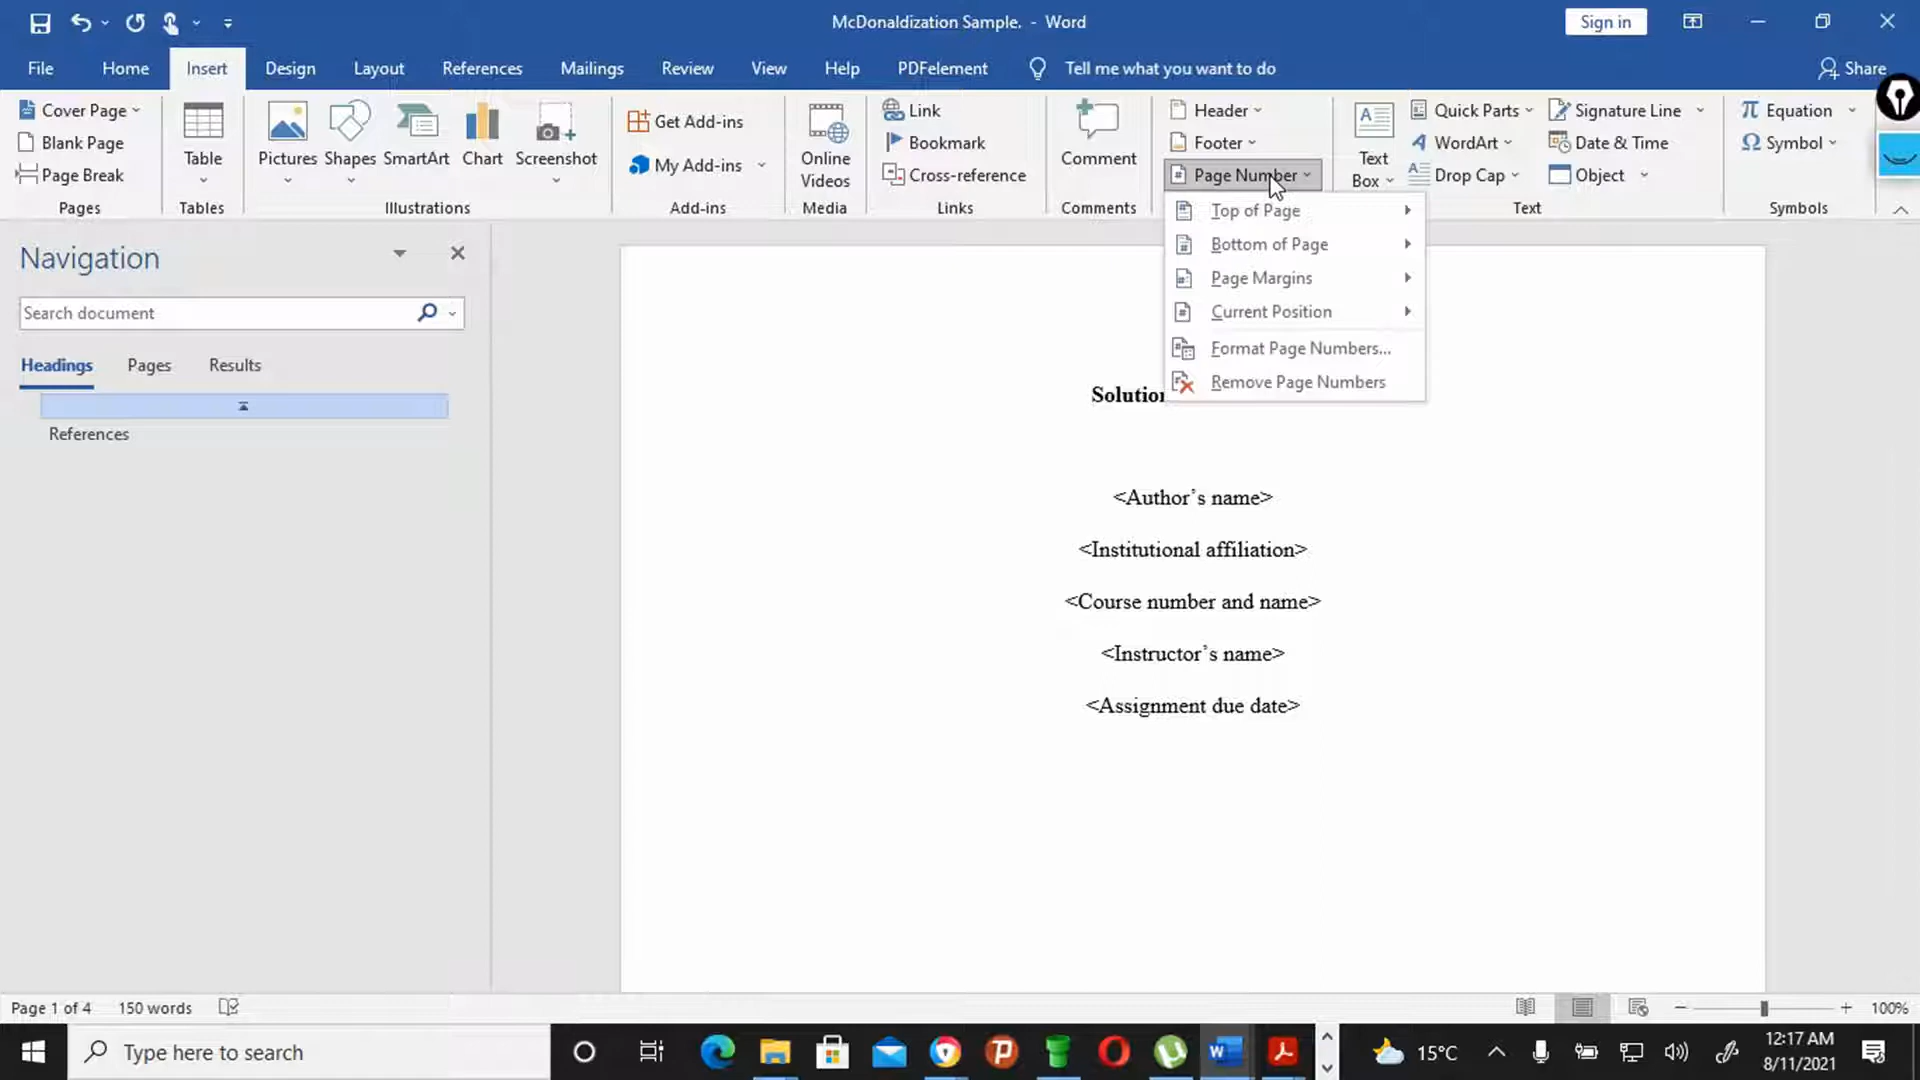 McDonaldization Sample. - Word
Sign in
File Home Insert Design Layout References Mailings Review View Help PDFelement Tell me what you want to do Share
Cover Page
Blank Page
Page Break
Pages
Table
Tables
Pictures Shapes SmartArt Chart Screenshot
Illustrations
Get Add-ins
My Add-ins
Add-ins
Online
Videos
Media
Link
Bookmark
Cross-reference
Links
Comment
Comments
Header
Footer
Page Number
Text
Box
Quick Parts
WordArt
Drop Cap
Signature Line
Date & Time
Object
Text
Equation
Symbol
Symbols
Top of Page
Bottom of Page
Page Margins
Current Position
Format Page Numbers...
Remove Page Numbers
Navigation
Search document
Headings Pages Results
References
<Author's name>
<Institutional affiliation>
<Course number and name>
<Instructor's name>
<Assignment due date>
Page 1 of 4 150 words
100%
Type here to search
15°C
12:17 AM
8/11/2021